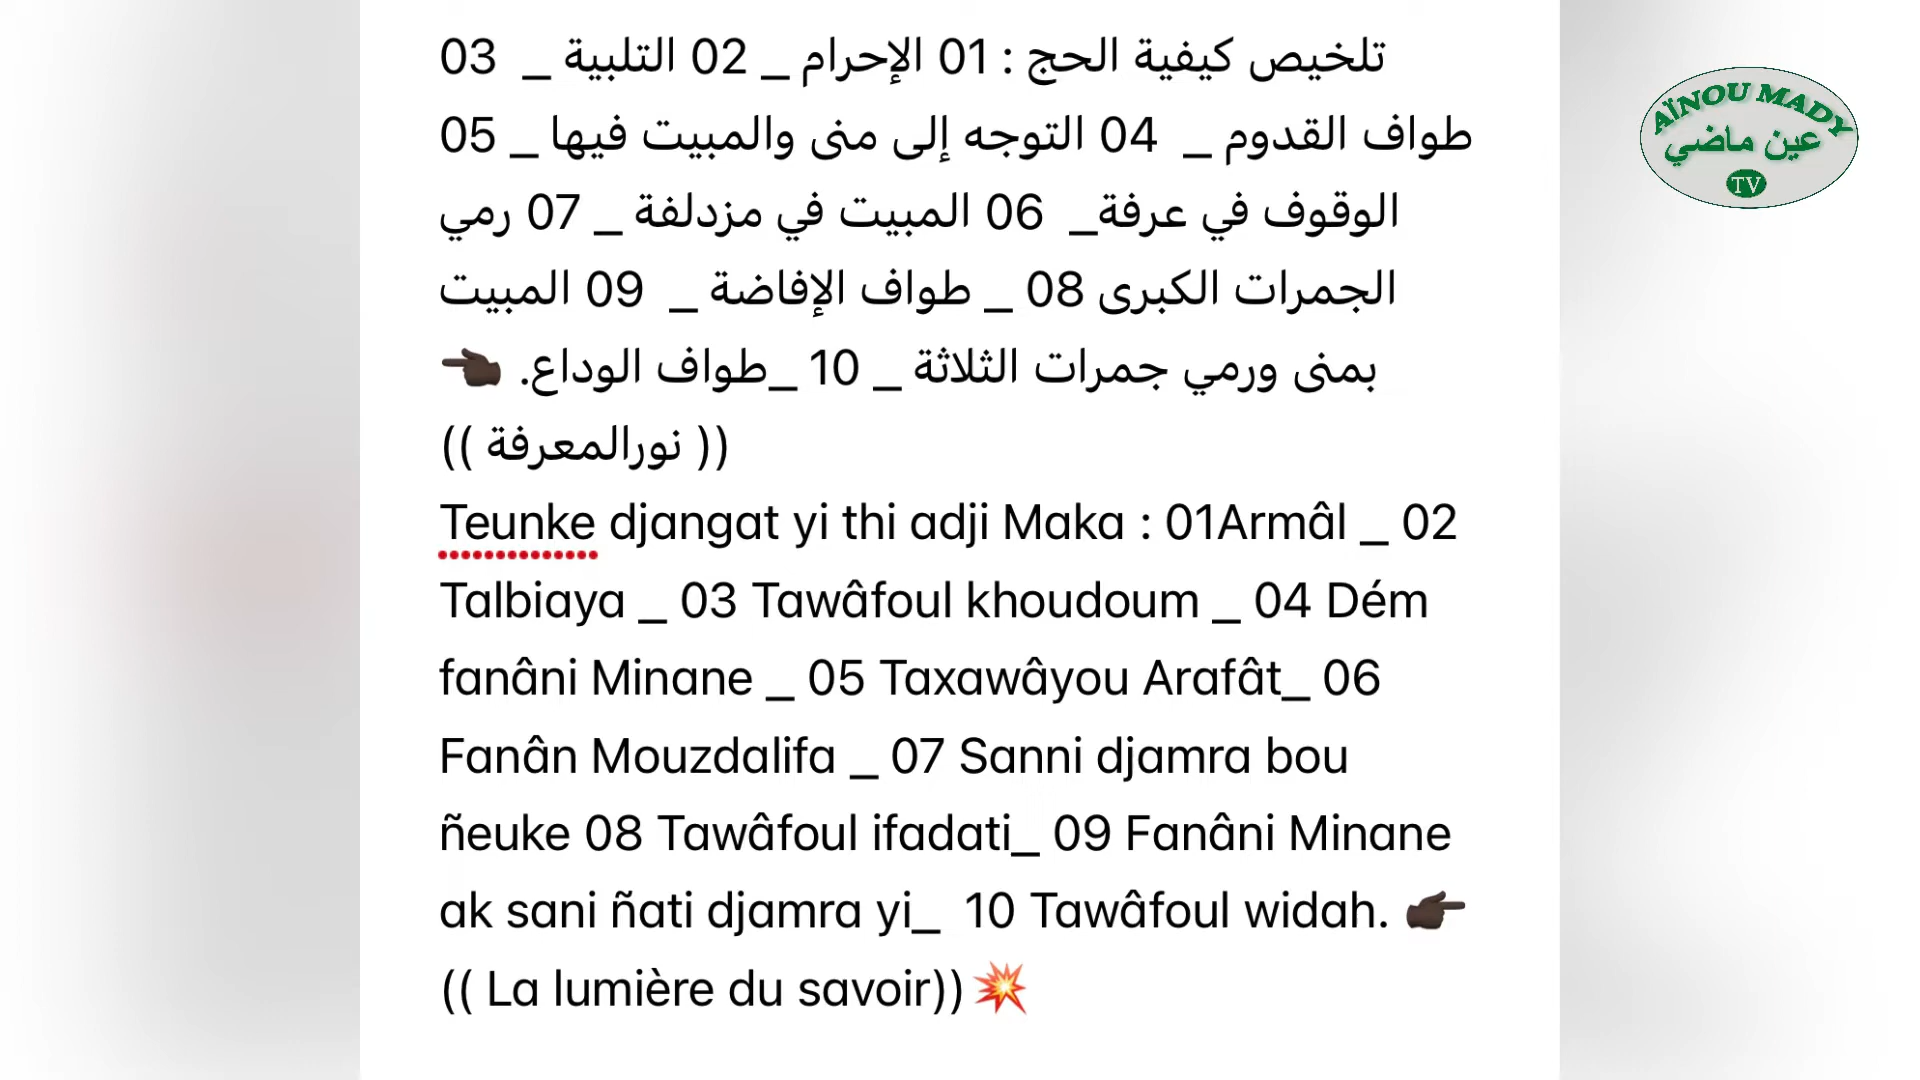 تلخيص كيفية الحج : 01 الإحرام _ 02 التلبية _ 03
طواف القدوم _ 04 التوجه إلى منى والمبيت فيها _ 05
الوقوف في عرفة_ 06 المبيت في مزدلفة _ 07 رمي
الجمرات الكبرى 08 _ طواف الإفاضة _ 09 المبيت
بمنى ورمي جمرات الثلاثة _ 10 _طواف الوداع. 👈🏿
(( نورالمعرفة ))
Teunke djangat yi thi adji Maka : 01Armâl _ 02
Talbiaya _ 03 Tawâfoul khoudoum _ 04 Dém
fanâni Minane _ 05 Taxawâyou Arafât_ 06
Fanân Mouzdalifa _ 07 Sanni djamra bou
ñeuke 08 Tawâfoul ifadati_ 09 Fanâni Minane
ak sani ñati djamra yi_ 10 Tawâfoul widah. 👉🏿
(( La lumière du savoir))💥
AÏNOU MADY
عين ماضي
TV